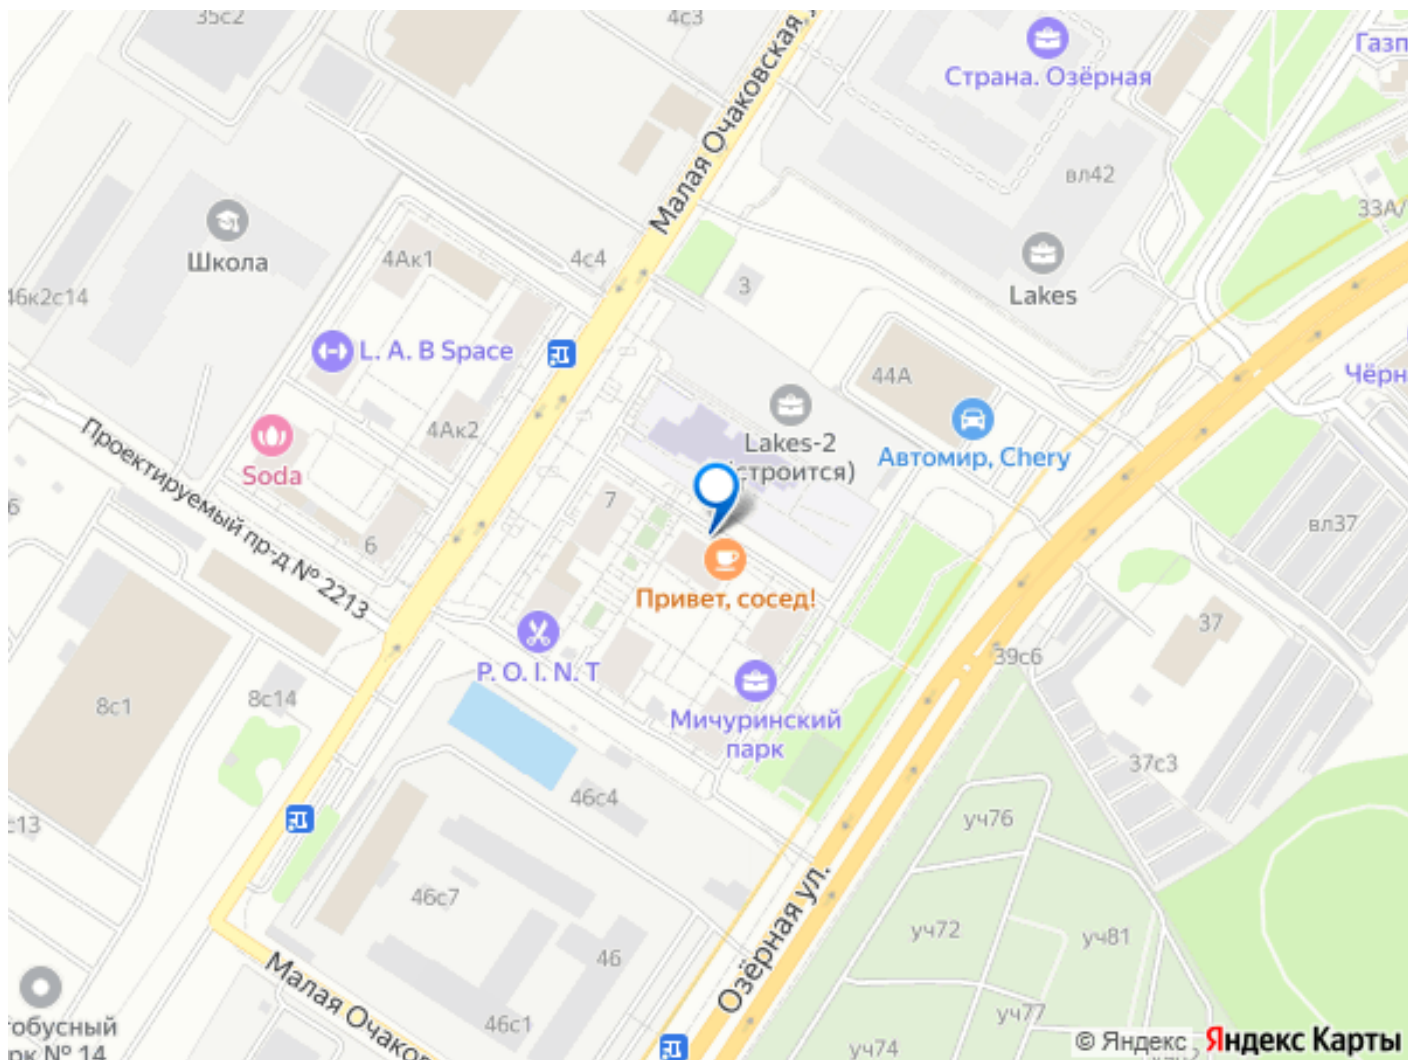 35с2
4с3
Малая Очаковская
Страна. Озёрная
Газп
вл42
33А/
Школа
4Ак1
4с4
3
Lakes
46к2с14
L. A. B Space
44А
Чёрн
Lakes-2
(строится)
Автомир, Chery
4Ак2
Soda
Проектируемый пр-д № 2213
7
6
вл37
Привет, сосед!
P. O. I. N. T
37
39с6
8с1
8с14
Мичуринский
парк
37с3
46с4
с13
уч76
46с7
Озёрная ул.
уч72
уч81
46
Малая Очаков
46с1
тобусный
рк № 14
уч77
уч74
© Яндекс
Яндекс Карты